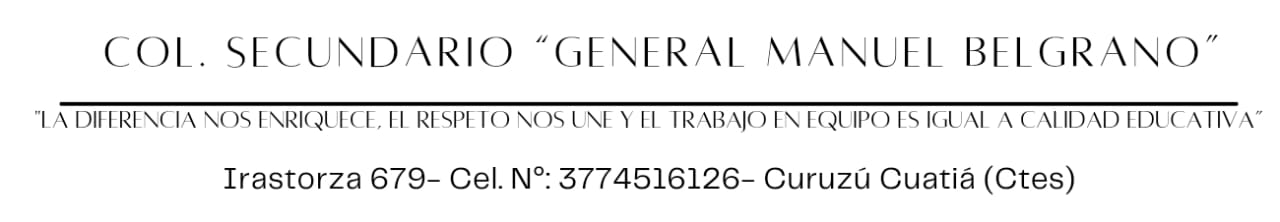 COL. SECUNDARIO “GENERAL MANUEL BELGRANO”
"LA DIFERENCIA NOS ENRIQUECE, EL RESPETO NOS UNE Y EL TRABAJO EN EQUIPO ES IGUAL A CALIDAD EDUCATIVA”
Irastorza 679- Cel. N°: 3774516126- Curuzú Cuatiá (Ctes)